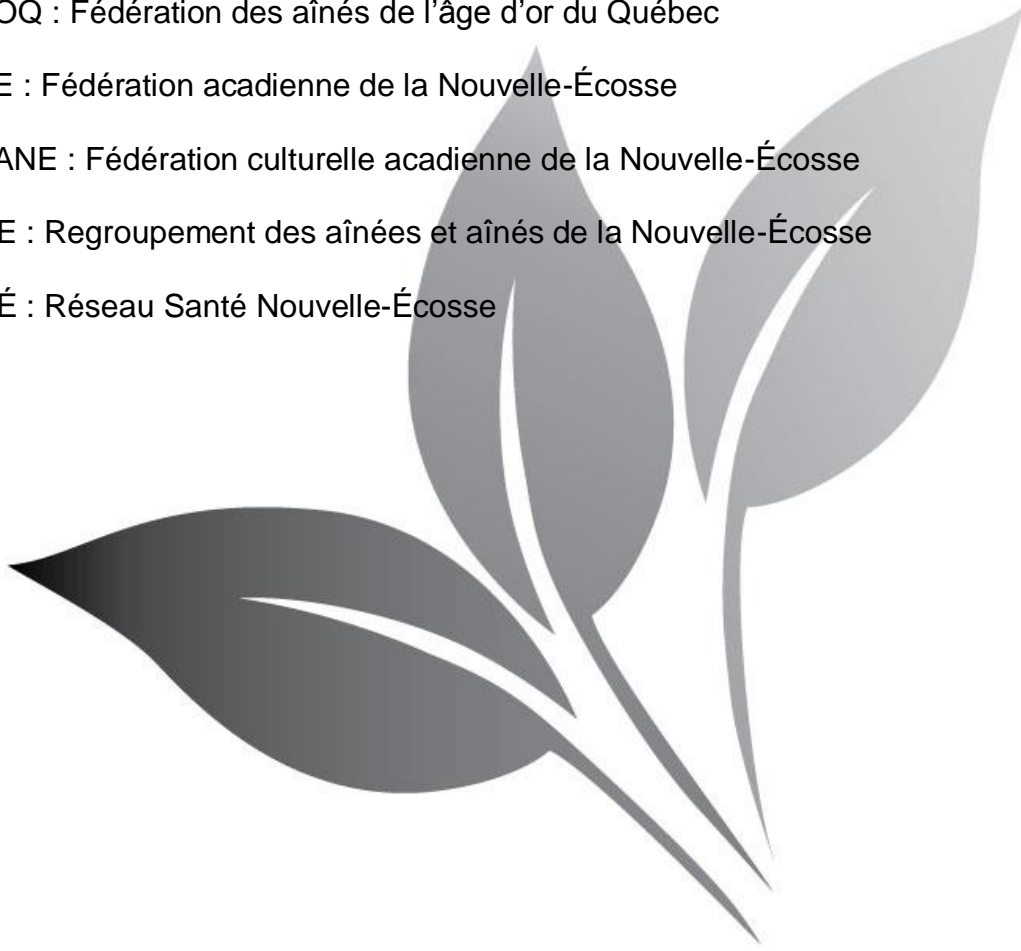 OQ : Fédération des aînés de l’âge d’or du Québec
E : Fédération acadienne de la Nouvelle-Écosse
ANE : Fédération culturelle acadienne de la Nouvelle-Écosse
E : Regroupement des aînées et aînés de la Nouvelle-Écosse
É : Réseau Santé Nouvelle-Écosse